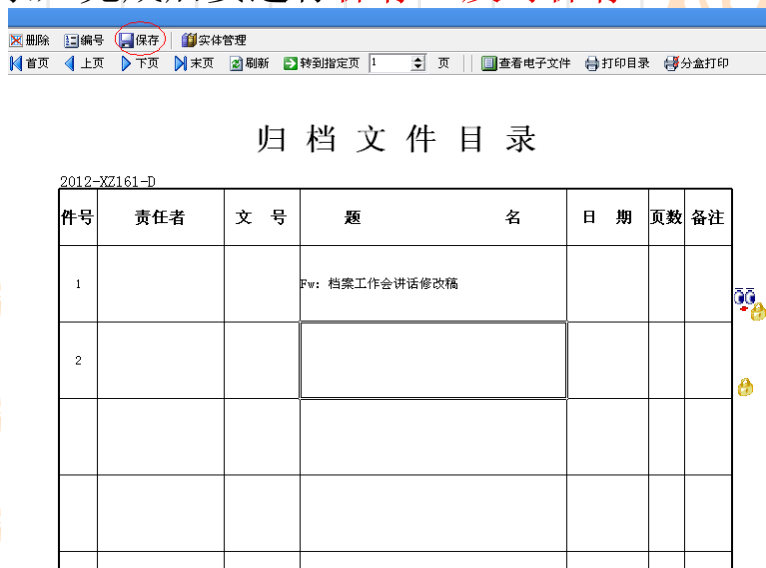 删除 编号 保存 实体管理
首页 上页 下页 末页 刷新 转到指定页 1 页 查看电子文件 打印目录 分盒打印
归档文件目录
2012-XZ161-D
件号 责任者 文 号 题 名 日 期 页数 备注
1 Fw: 档案工作会讲话修改稿
2